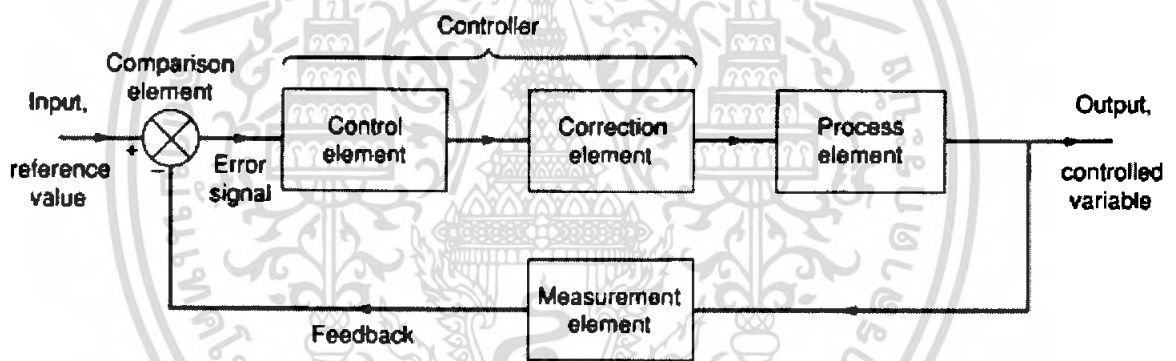 Controller
Comparison
element
Input,
reference
value
+
−
Error
signal
Control
element
Correction
element
Process
element
Output,
controlled
variable
Measurement
element
Feedback